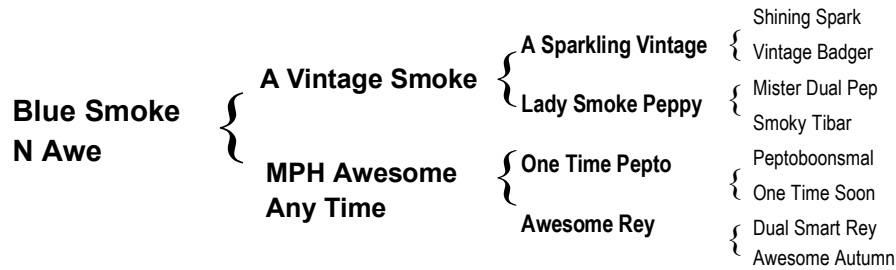 Blue Smoke
N Awe
A Vintage Smoke
MPH Awesome
Any Time
A Sparkling Vintage
Lady Smoke Peppy
One Time Pepto
Awesome Rey
Shining Spark
Vintage Badger
Mister Dual Pep
Smoky Tibar
Peptoboonsmal
One Time Soon
Dual Smart Rey
Awesome Autumn